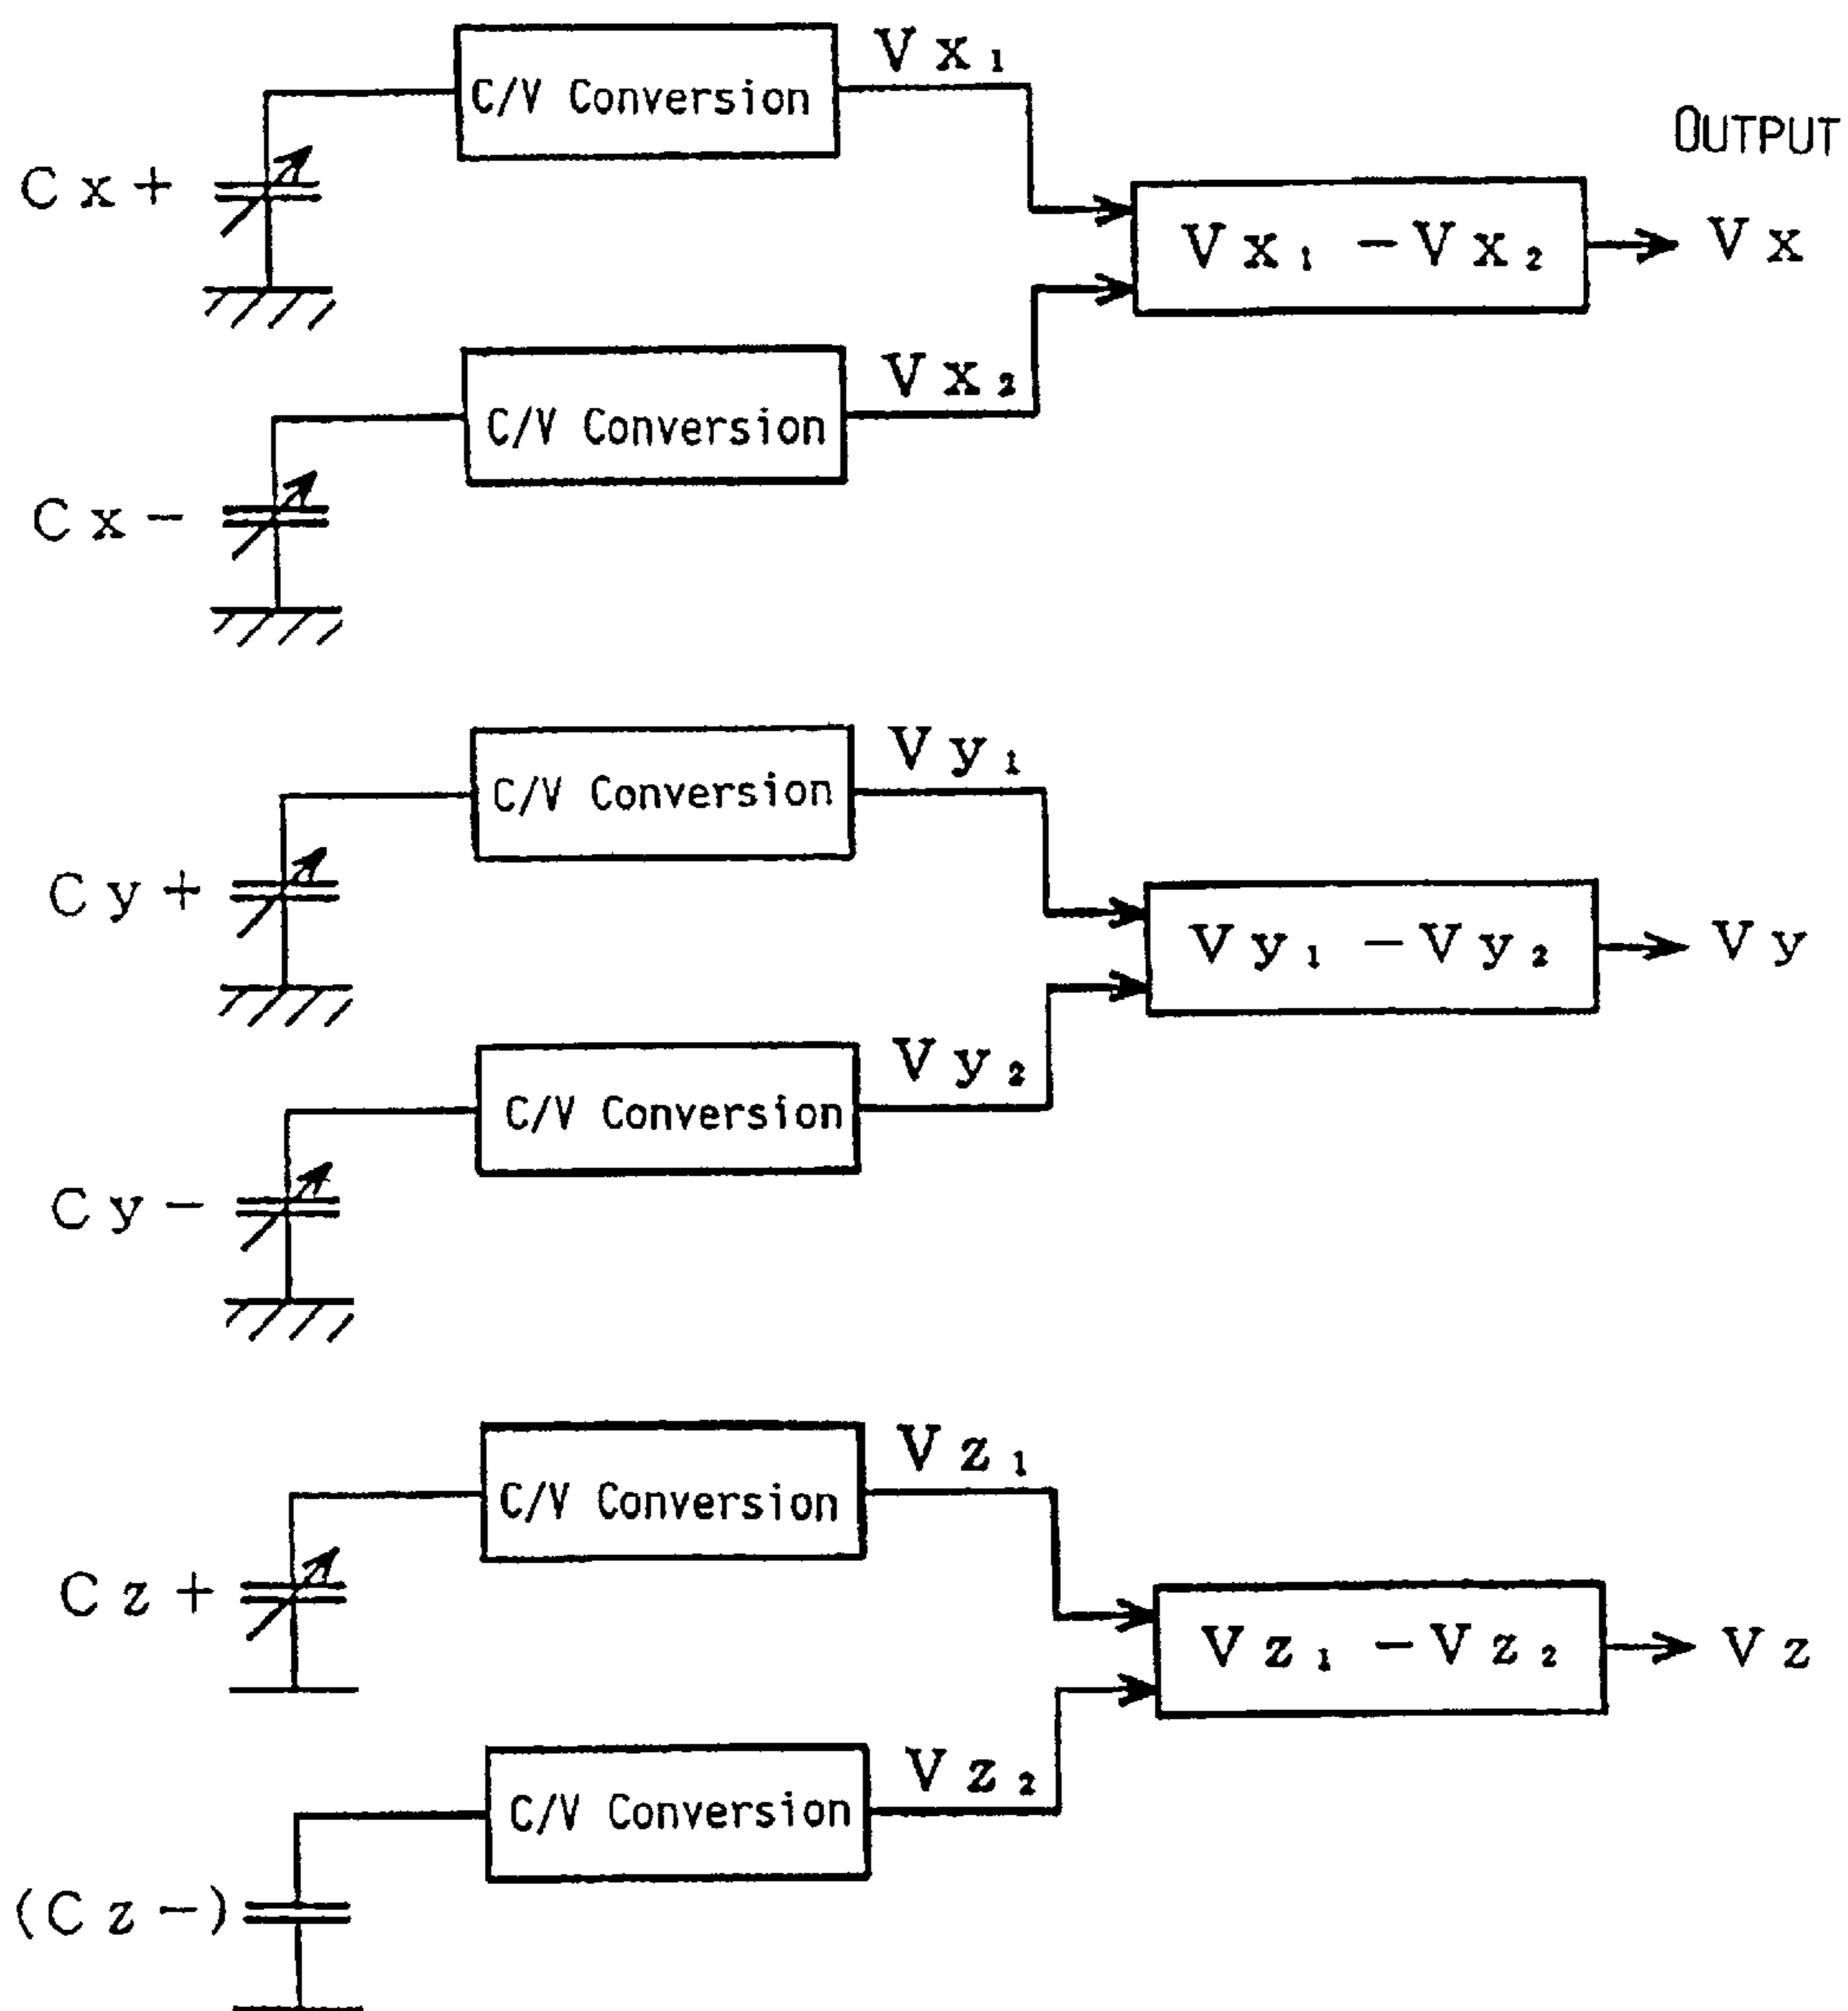 C/V Conversion
Vx₁
OUTPUT
Cx+
Vx₁ −Vx₂
Vx
C/V Conversion
Vx₂
Cx−
C/V Conversion
Vy₁
Cy+
Vy₁ −Vy₂
Vy
C/V Conversion
Vy₂
Cy−
C/V Conversion
Vz₁
Cz+
Vz₁ −Vz₂
Vz
C/V Conversion
Vz₂
(Cz−)